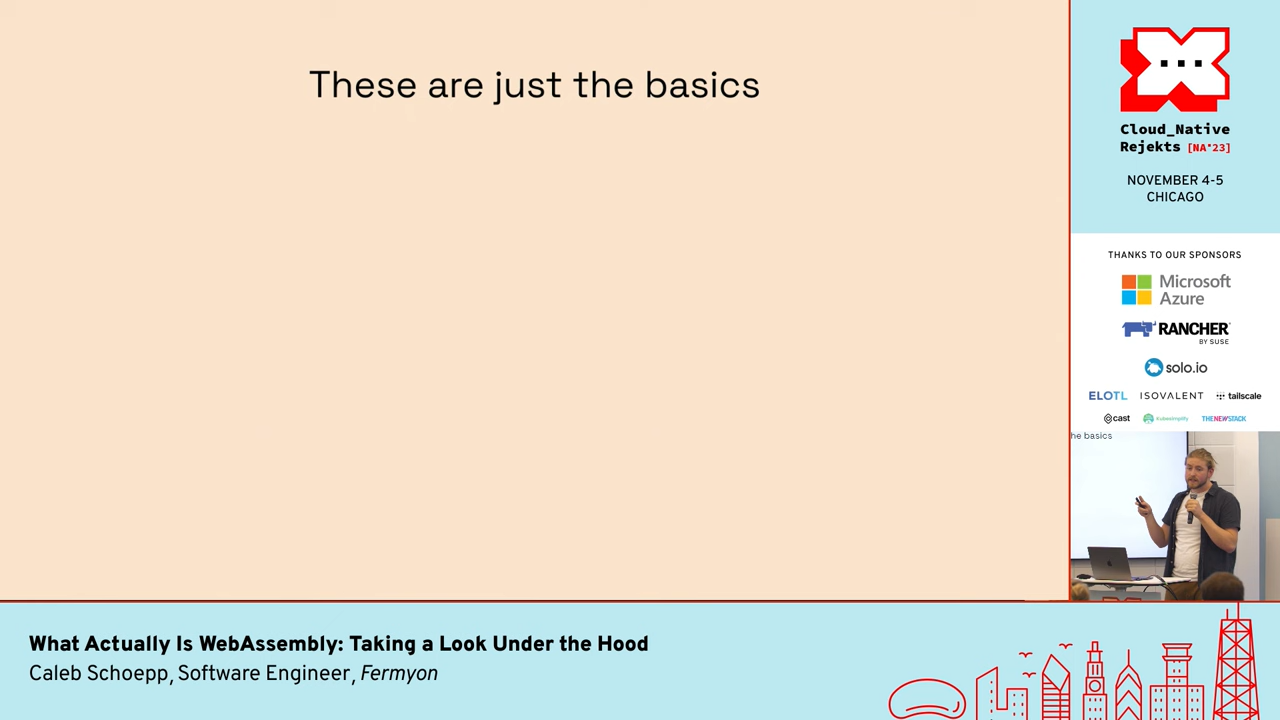 These are just the basics
Cloud_Native
Rejekts [NA'23]
NOVEMBER 4-5
CHICAGO
THANKS TO OUR SPONSORS
Microsoft
Azure
RANCHER
BY SUSE
solo.io
ELOTL ISOVALENT tailscale
cast Kubesimplify THENEWSTACK
he basics
What Actually Is WebAssembly: Taking a Look Under the Hood
Caleb Schoepp, Software Engineer, Fermyon